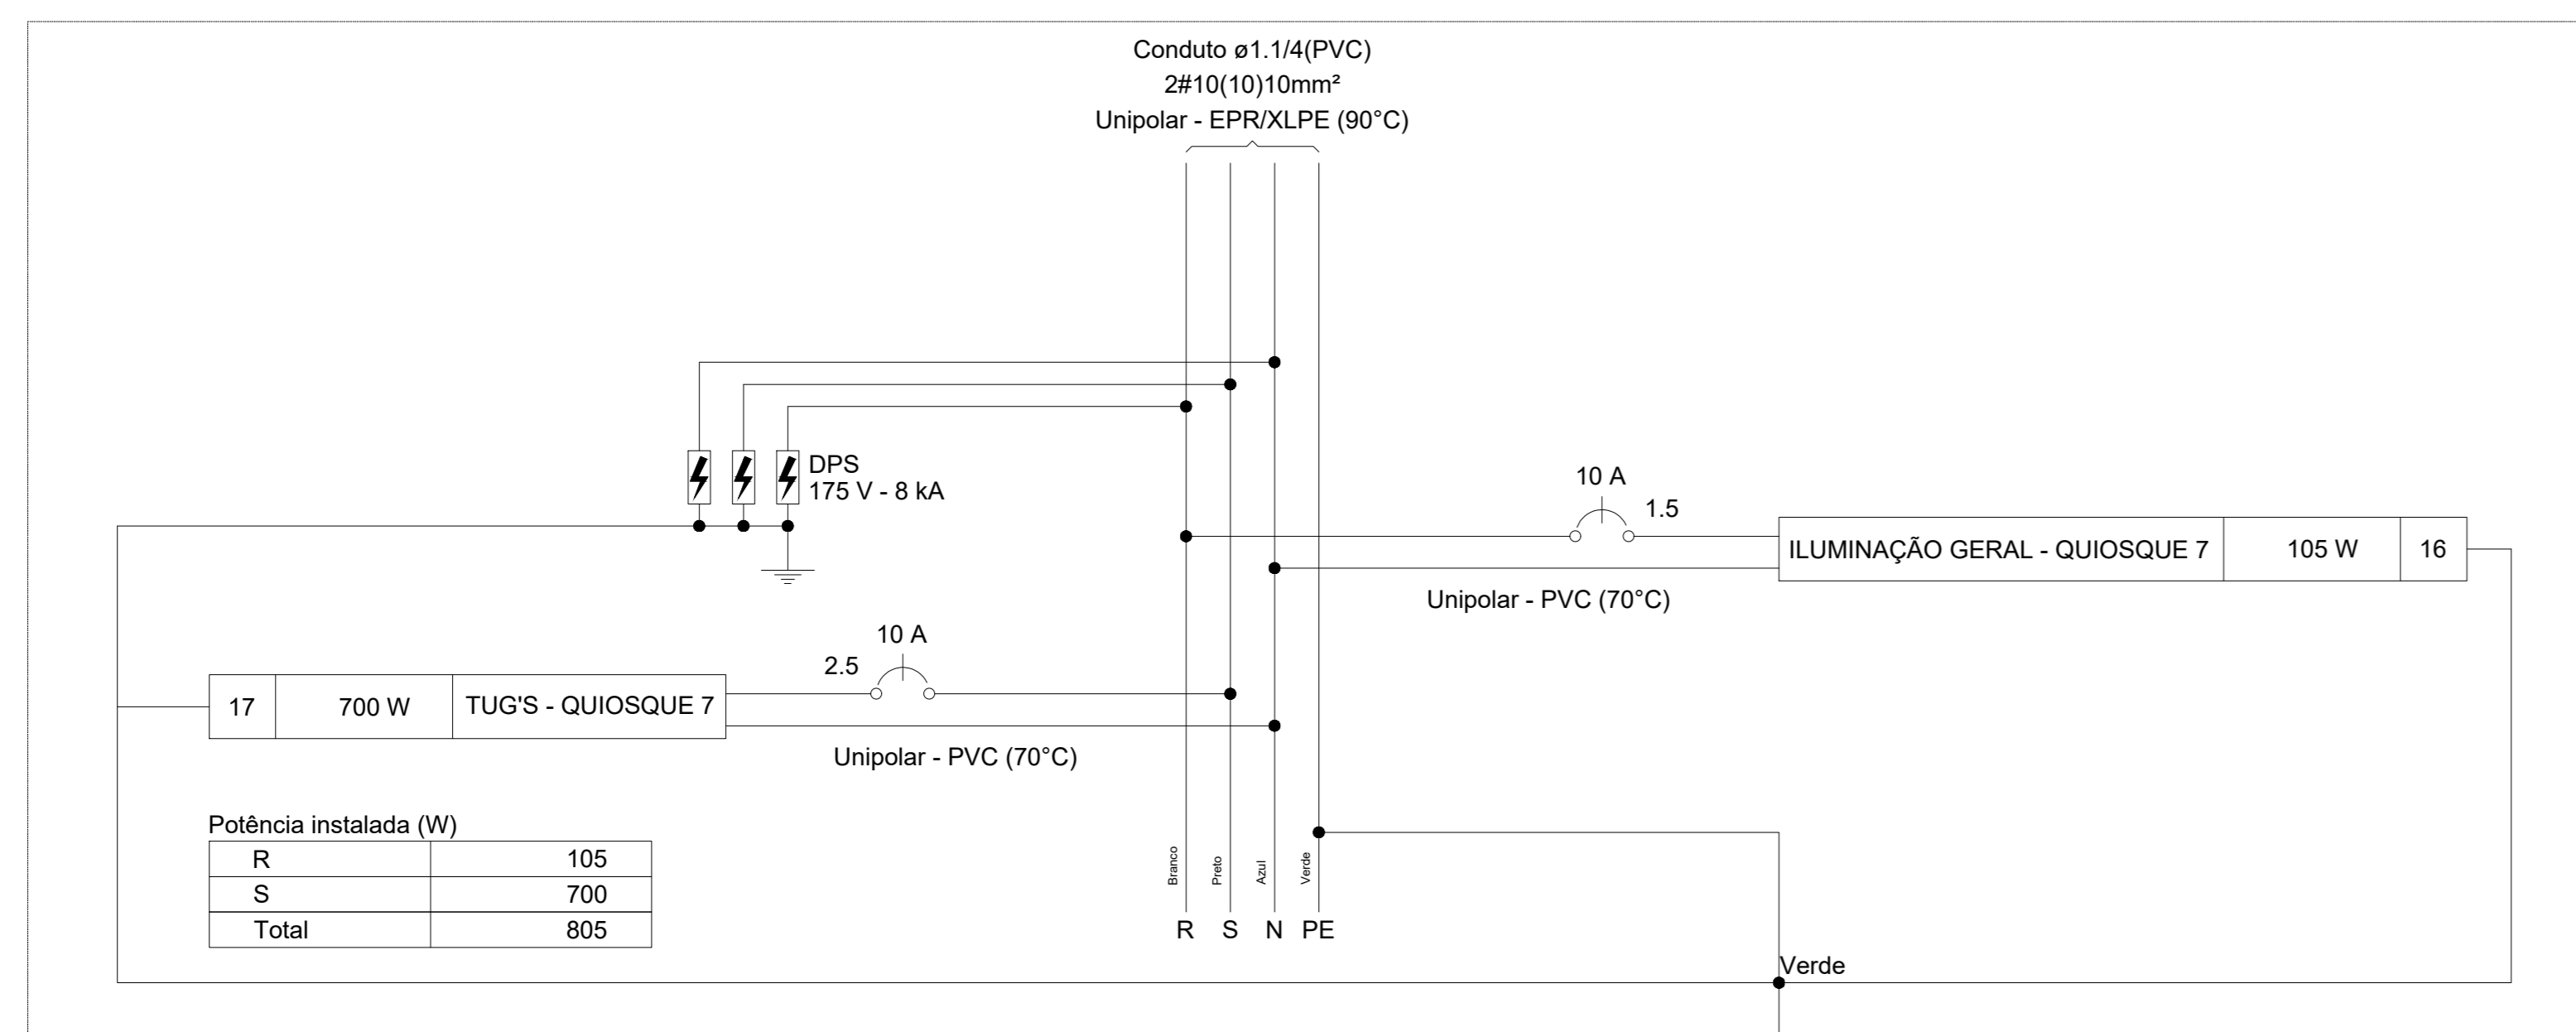 Conduto ø1.1/4(PVC)
2#10(10)10mm²
Unipolar - EPR/XLPE (90°C)
DPS
175 V - 8 kA
10 A
1.5
ILUMINAÇÃO GERAL - QUIOSQUE 7 105 W 16
Unipolar - PVC (70°C)
10 A
2.5
17 700 W TUG'S - QUIOSQUE 7
Unipolar - PVC (70°C)
Potência instalada (W)
R 105
S 700
Total 805
Branco Preto Azul Verde
R S N PE
Verde